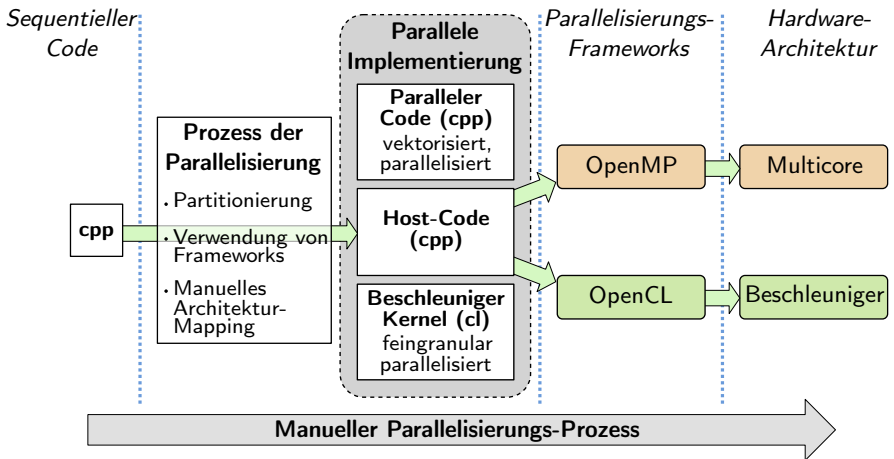 Sequentieller
Code
Prozess der
Parallelisierung
· Partitionierung
· Verwendung von
Frameworks
· Manuelles
Architektur-
Mapping
cpp
Parallele
Implementierung
Paralleler
Code (cpp)
vektorisiert,
parallelisiert
Host-Code
(cpp)
Beschleuniger
Kernel (cl)
feingranular
parallelisiert
Parallelisierungs-
Frameworks
OpenMP
OpenCL
Hardware-
Architektur
Multicore
Beschleuniger
Manueller Parallelisierungs-Prozess